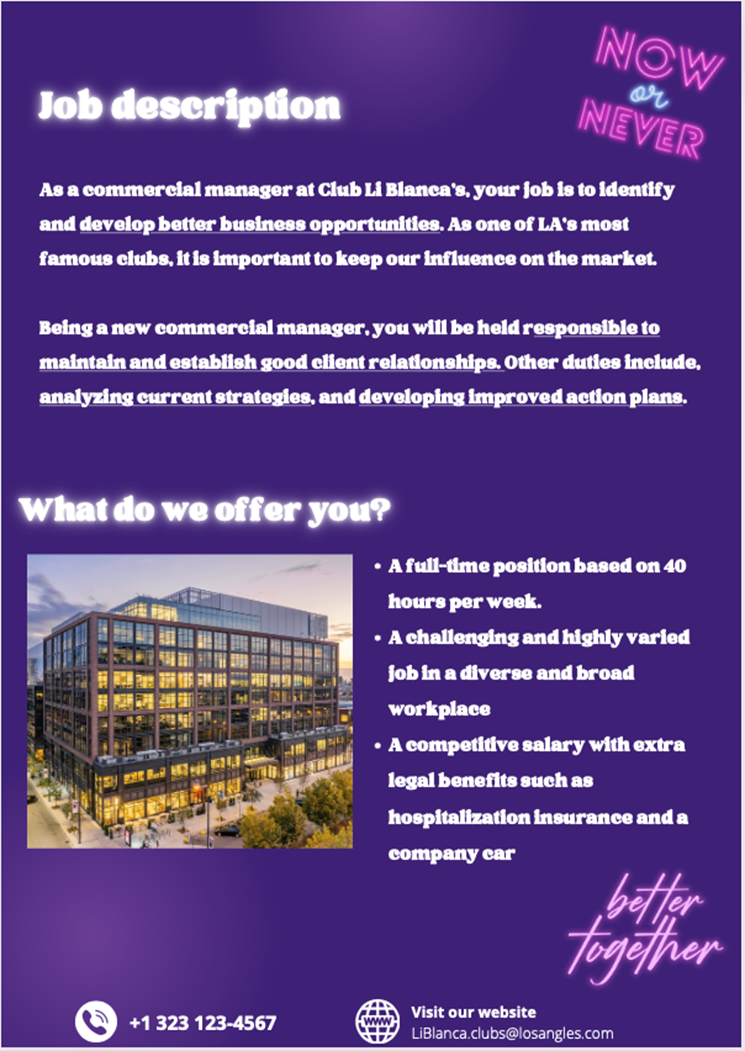 NOW
or
NEVER
Job description
As a commercial manager at Club Li Blanca's, your job is to identify
and develop better business opportunities. As one of LA's most
famous clubs, it is important to keep our influence on the market.
Being a new commercial manager, you will be held responsible to
maintain and establish good client relationships. Other duties include,
analyzing current strategies, and developing improved action plans.
What do we offer you?
• A full-time position based on 40
hours per week.
• A challenging and highly varied
job in a diverse and broad
workplace
• A competitive salary with extra
legal benefits such as
hospitalization insurance and a
company car
better
together
+1 323 123-4567
WWW
Visit our website
LiBlanca.clubs@losangles.com